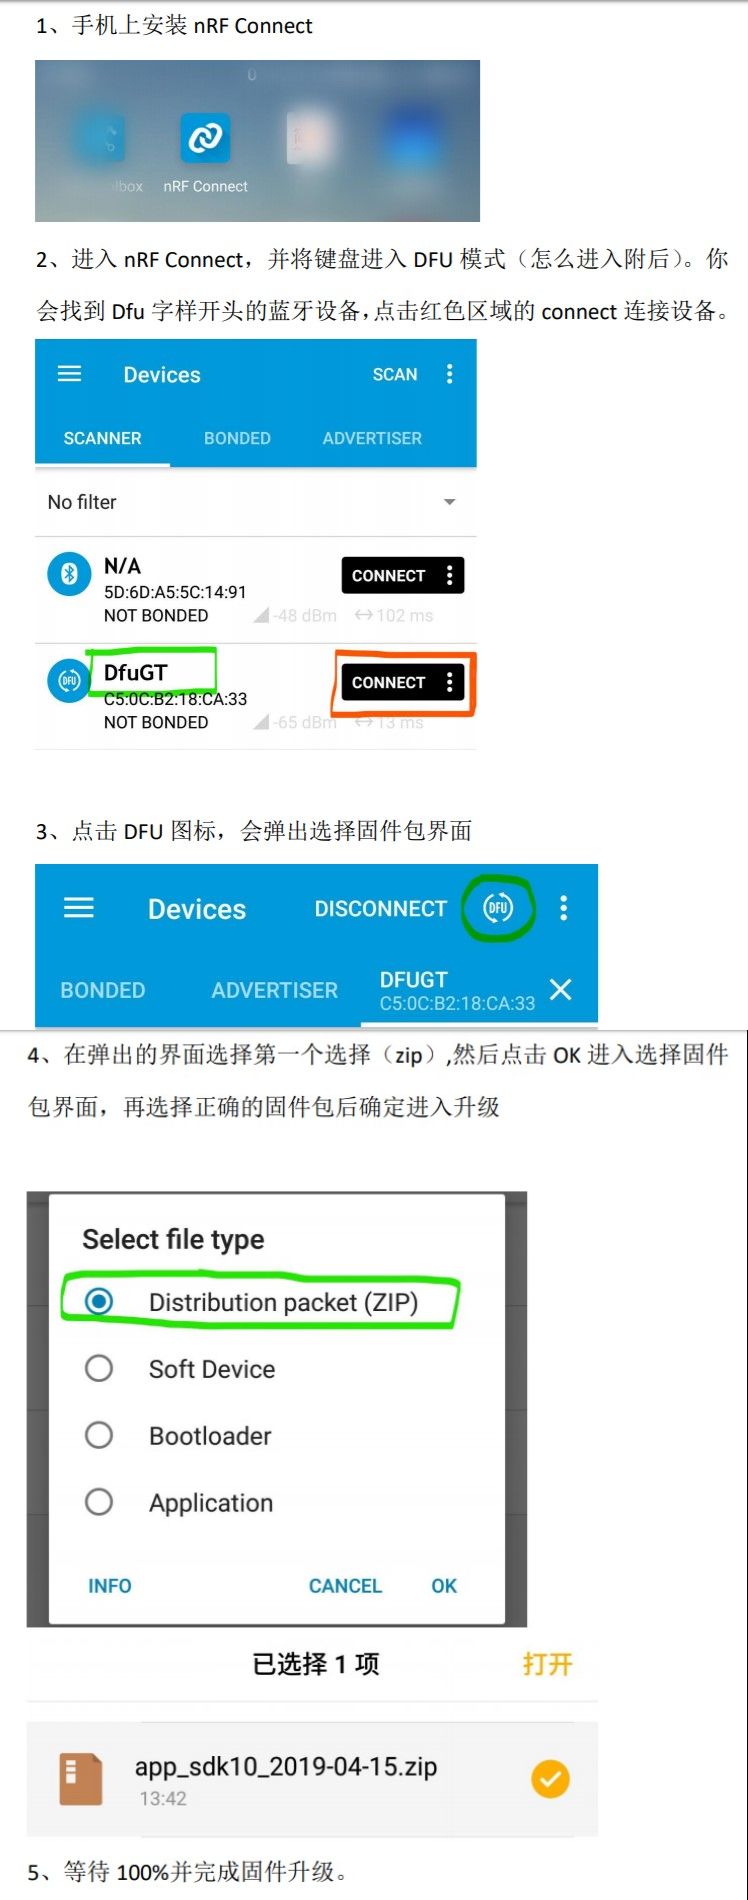 1、手机上安装 nRF Connect
lbox
nRF Connect
2、进入 nRF Connect，并将键盘进入 DFU 模式（怎么进入附后）。你
会找到 Dfu 字样开头的蓝牙设备，点击红色区域的 connect 连接设备。
Devices
SCAN
SCANNER
BONDED
ADVERTISER
No filter
N/A
CONNECT
5D:6D:A5:5C:14:91
NOT BONDED
-48 dBm
102 ms
DFU
DfuGT
CONNECT
C5:0C:B2:18:CA:33
NOT BONDED
-65 dBm
13 ms
3、点击 DFU 图标，会弹出选择固件包界面
Devices
DISCONNECT
DFU
BONDED
ADVERTISER
DFUGT
C5:0C:B2:18:CA:33
4、在弹出的界面选择第一个选择（zip）,然后点击 OK 进入选择固件
包界面，再选择正确的固件包后确定进入升级
Select file type
Distribution packet (ZIP)
Soft Device
Bootloader
Application
INFO
CANCEL
OK
已选择 1 项
打开
app_sdk10_2019-04-15.zip
13:42
5、等待 100%并完成固件升级。